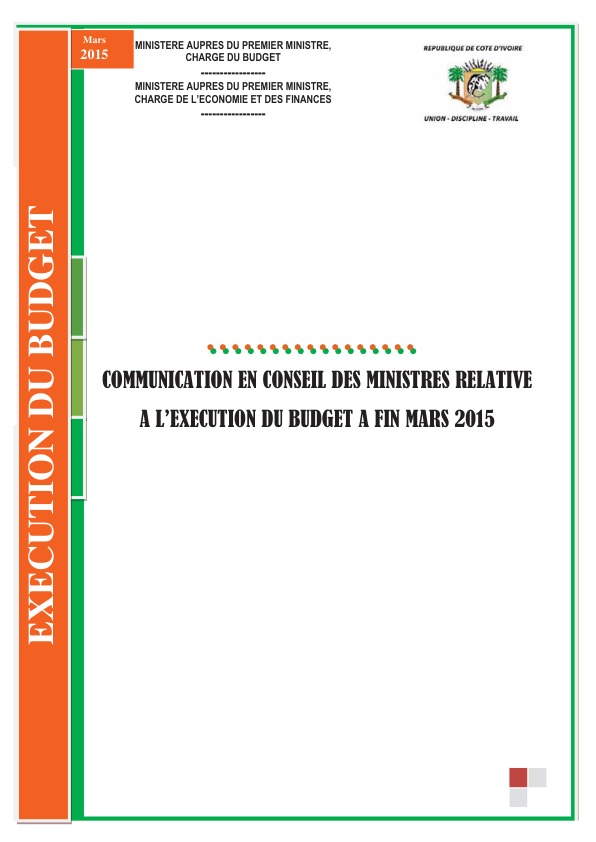 Mars
2015
MINISTERE AUPRES DU PREMIER MINISTRE,
CHARGE DU BUDGET
-----------------
MINISTERE AUPRES DU PREMIER MINISTRE,
CHARGE DE L'ECONOMIE ET DES FINANCES
-----------------
REPUBLIQUE DE COTE D'IVOIRE
UNION - DISCIPLINE - TRAVAIL
EXECUTION DU BUDGET
COMMUNICATION EN CONSEIL DES MINISTRES RELATIVE
A L'EXECUTION DU BUDGET A FIN MARS 2015